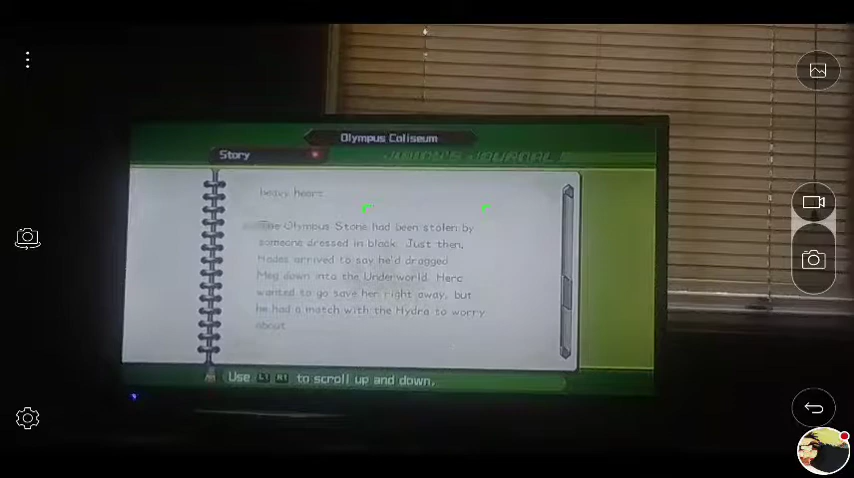 Olympus Coliseum
Story
JIMINY'S JOURNAL
heavy heart.
The Olympus Stone had been stolen by
someone dressed in black. Just then,
Hades arrived to say he'd dragged
Meg down into the Underworld. Herc
wanted to go save her right away, but
he had a match with the Hydra to worry
about.
Use L1 R1 to scroll up and down.